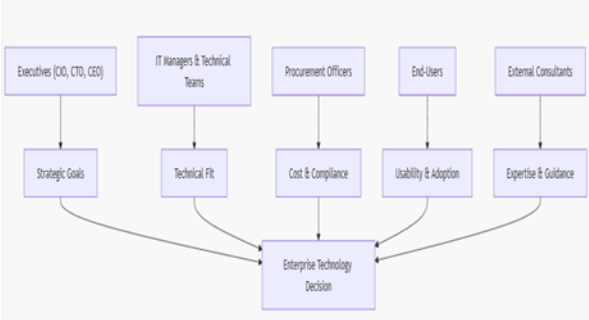 Executives (CIO, CTO, CEO)
IT Managers & Technical
Teams
Procurement Officers
End-Users
External Consultants
Strategic Goals
Technical Fit
Cost & Compliance
Usability & Adoption
Expertise & Guidance
Enterprise Technology
Decision